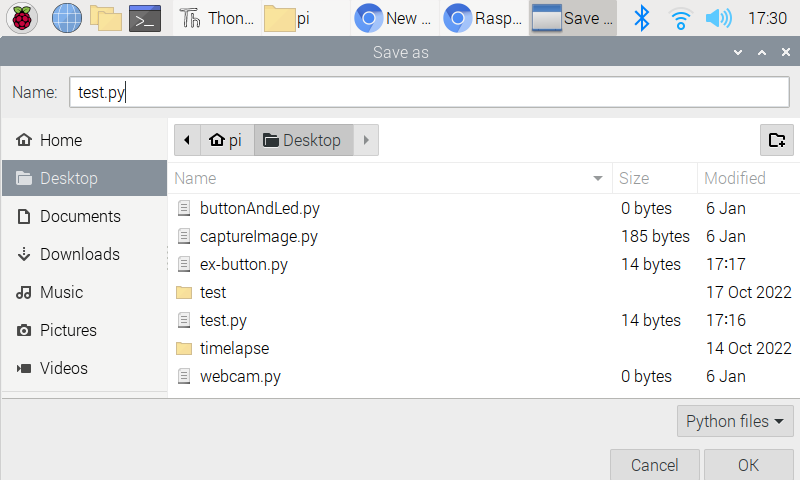 Thon... pi New ... Rasp... Save ... 17:30
Save as
Name: test.py
Home
Desktop
Documents
Downloads
Music
Pictures
Videos
pi Desktop
Name Size Modified
buttonAndLed.py 0 bytes 6 Jan
captureImage.py 185 bytes 6 Jan
ex-button.py 14 bytes 17:17
test 17 Oct 2022
test.py 14 bytes 17:16
timelapse 14 Oct 2022
webcam.py 0 bytes 6 Jan
Python files
Cancel OK